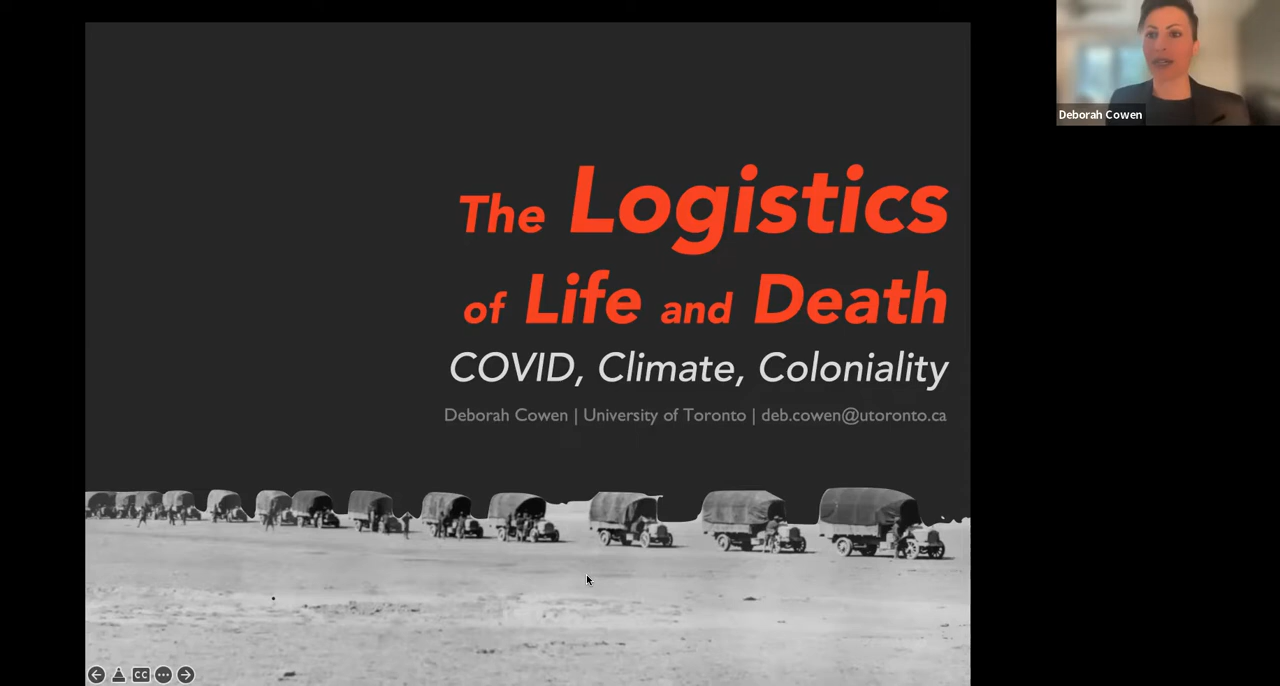 The Logistics
of Life and Death
COVID, Climate, Coloniality
Deborah Cowen | University of Toronto | deb.cowen@utoronto.ca
Deborah Cowen
CC